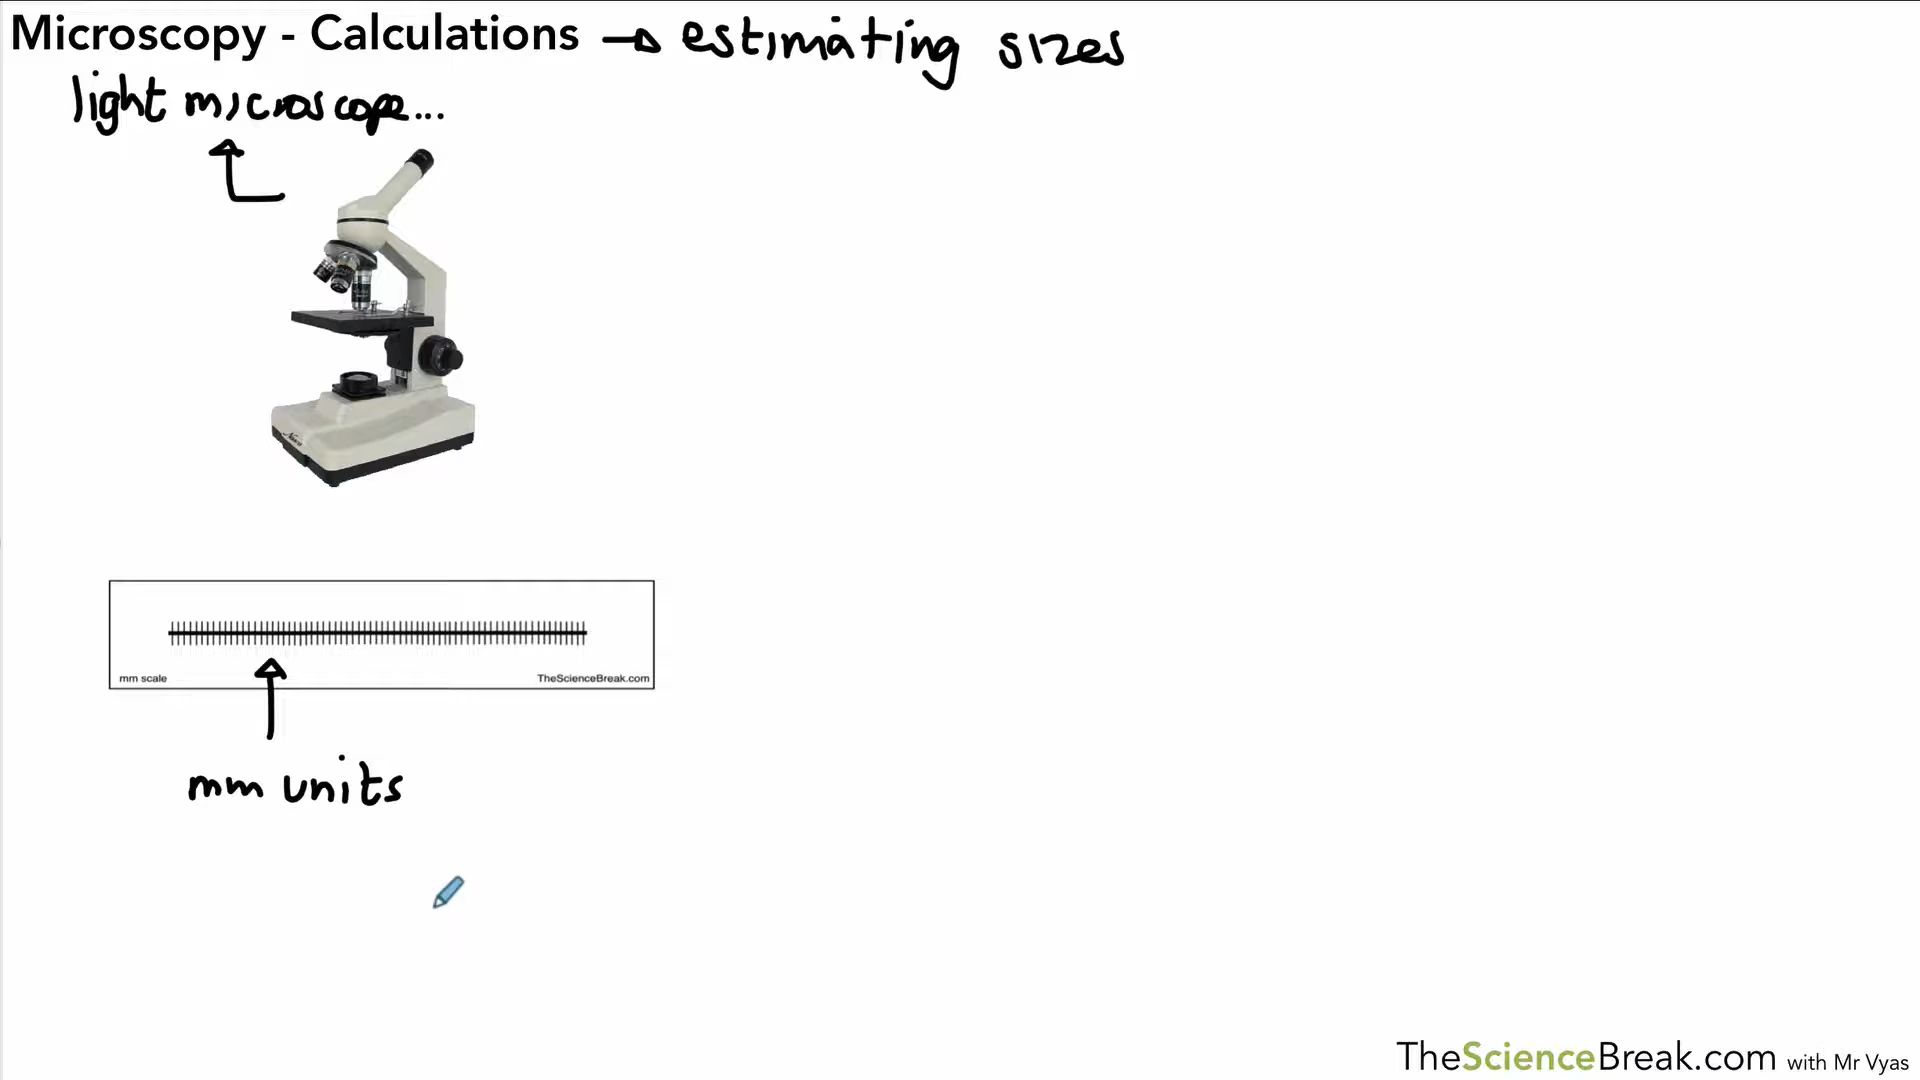 Microscopy - Calculations → estimating sizes
light microscope...
mm scale
TheScienceBreak.com
mm units
TheScienceBreak.com with Mr Vyas